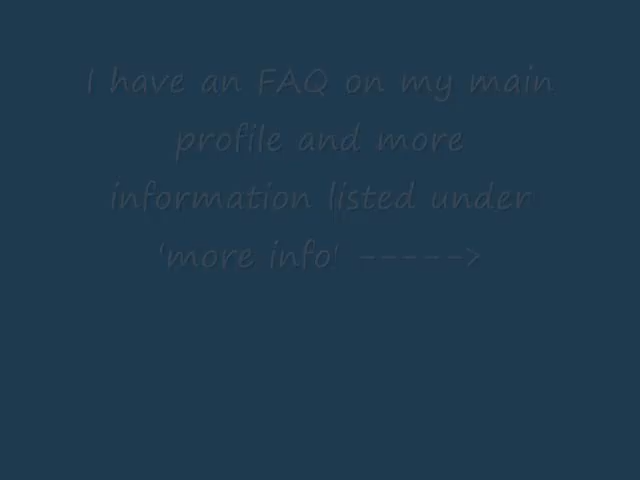 I have an FAQ on my main
profile and more
information listed under
'more info' ----->